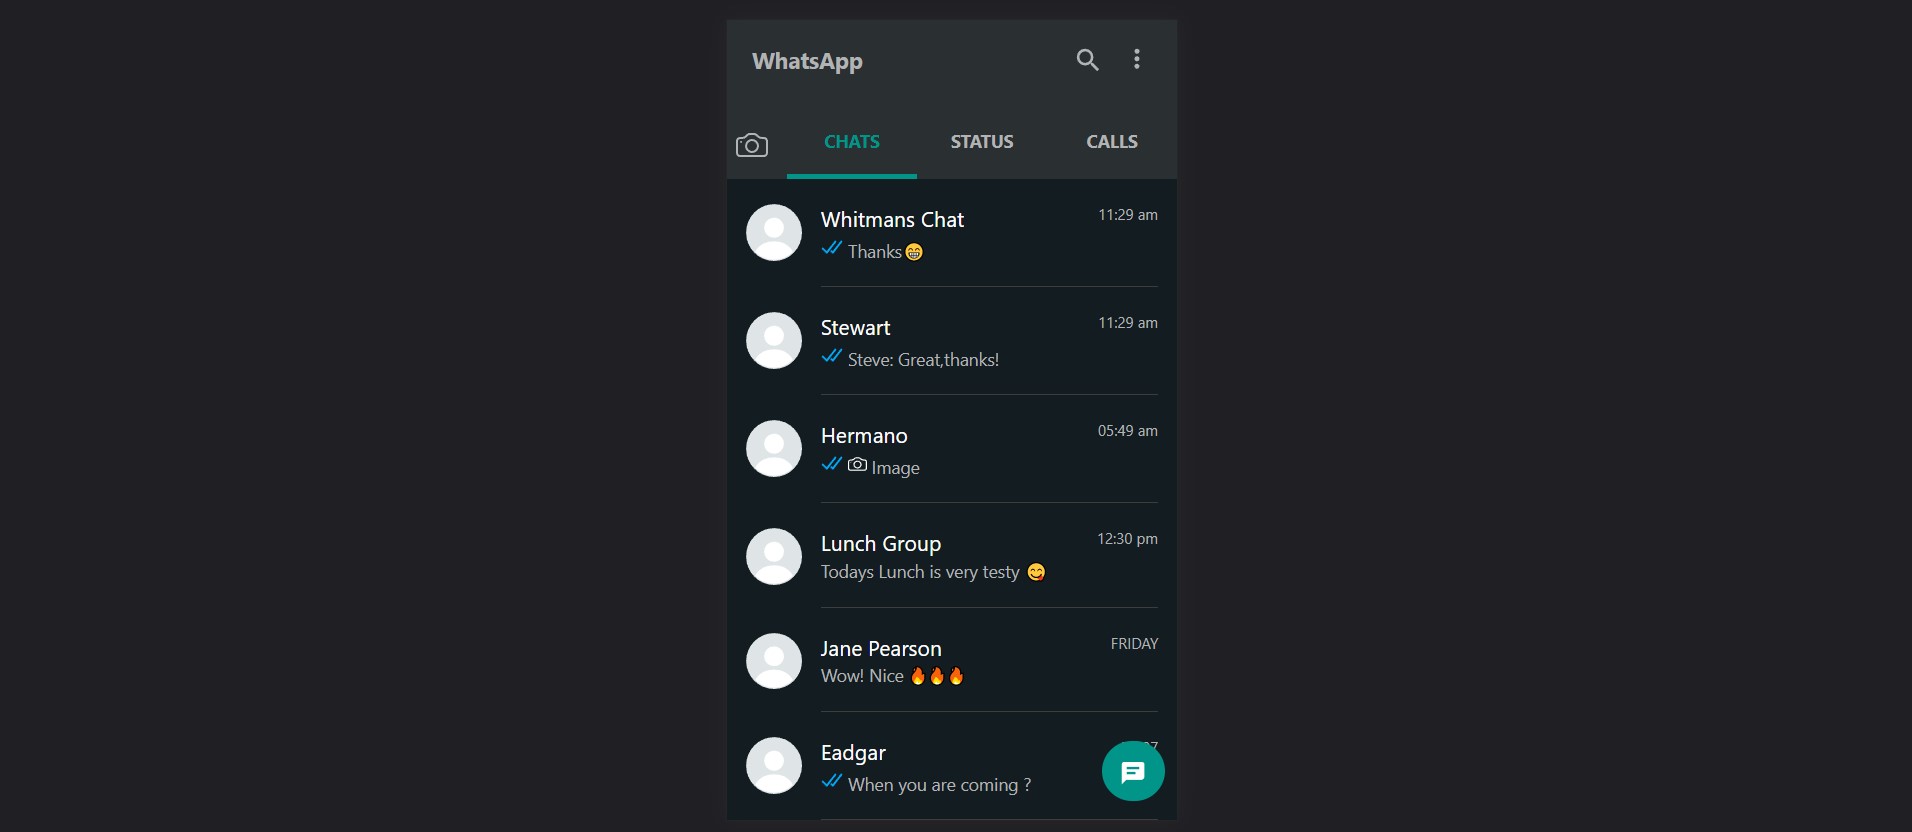 WhatsApp
CHATS STATUS CALLS
Whitmans Chat 11:29 am
Thanks😁
Stewart 11:29 am
Steve: Great,thanks!
Hermano 05:49 am
Image
Lunch Group 12:30 pm
Todays Lunch is very testy 😋
Jane Pearson FRIDAY
Wow! Nice 🔥🔥🔥
Eadgar
When you are coming ?